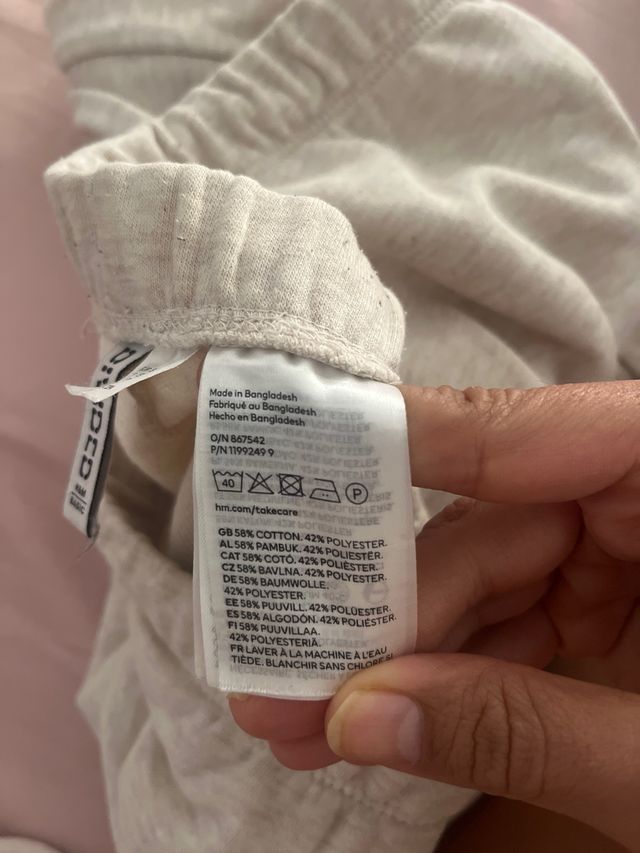 Made in Bangladesh
Fabriqué au Bangladesh
Hecho en Bangladesh
O/N 867542
P/N 1199249 9
40
P
hm.com/takecare
GB 58% COTTON. 42% POLYESTER.
AL 58% PAMBUK. 42% POLIESTËR.
CAT 58% COTÓ. 42% POLIÈSTER.
CZ 58% BAVLNA. 42% POLYESTER.
DE 58% BAUMWOLLE.
42% POLYESTER.
EE 58% PUUVILL. 42% POLÜESTER.
ES 58% ALGODÓN. 42% POLIÉSTER.
FI 58% PUUVILLAA.
42% POLYESTERIÄ.
FR LAVER À LA MACHINE À L'EAU
TIÈDE. BLANCHIR SANS CHLORE SI
DIVIDED
H&M
BASIC